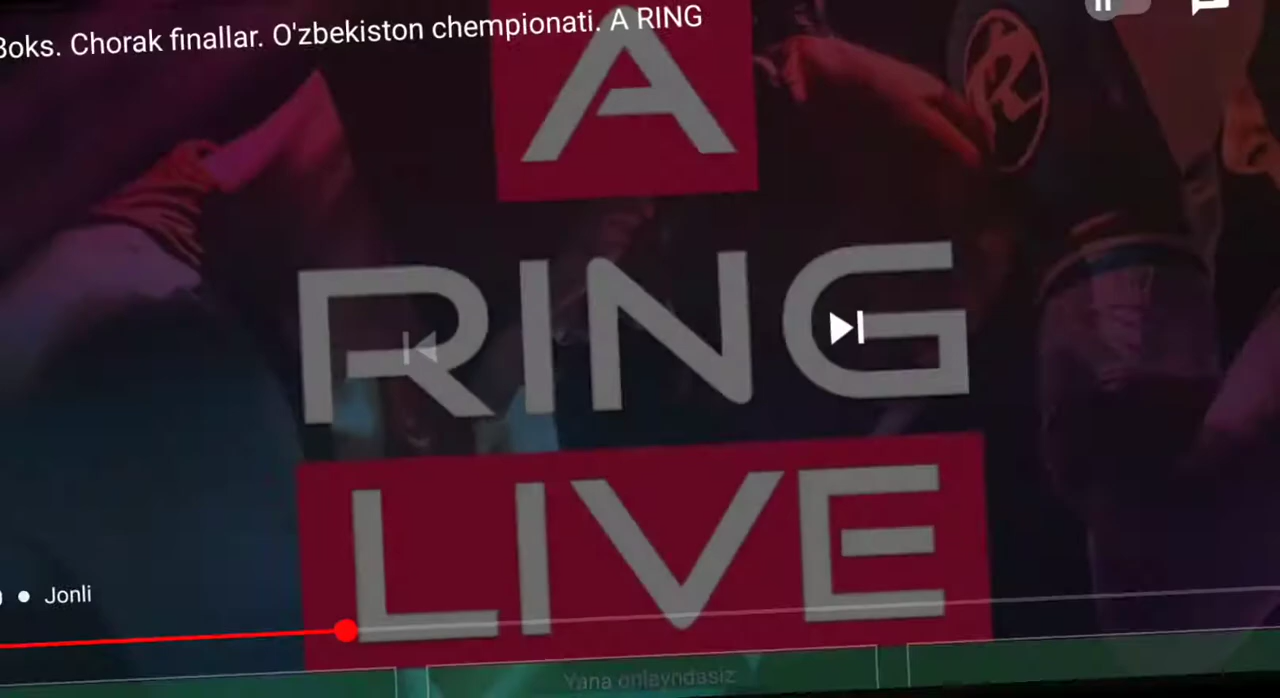 Boks. Chorak finallar. O'zbekiston chempionati. A RING
A
RING
LIVE
Jonli
Yana onlayndasiz